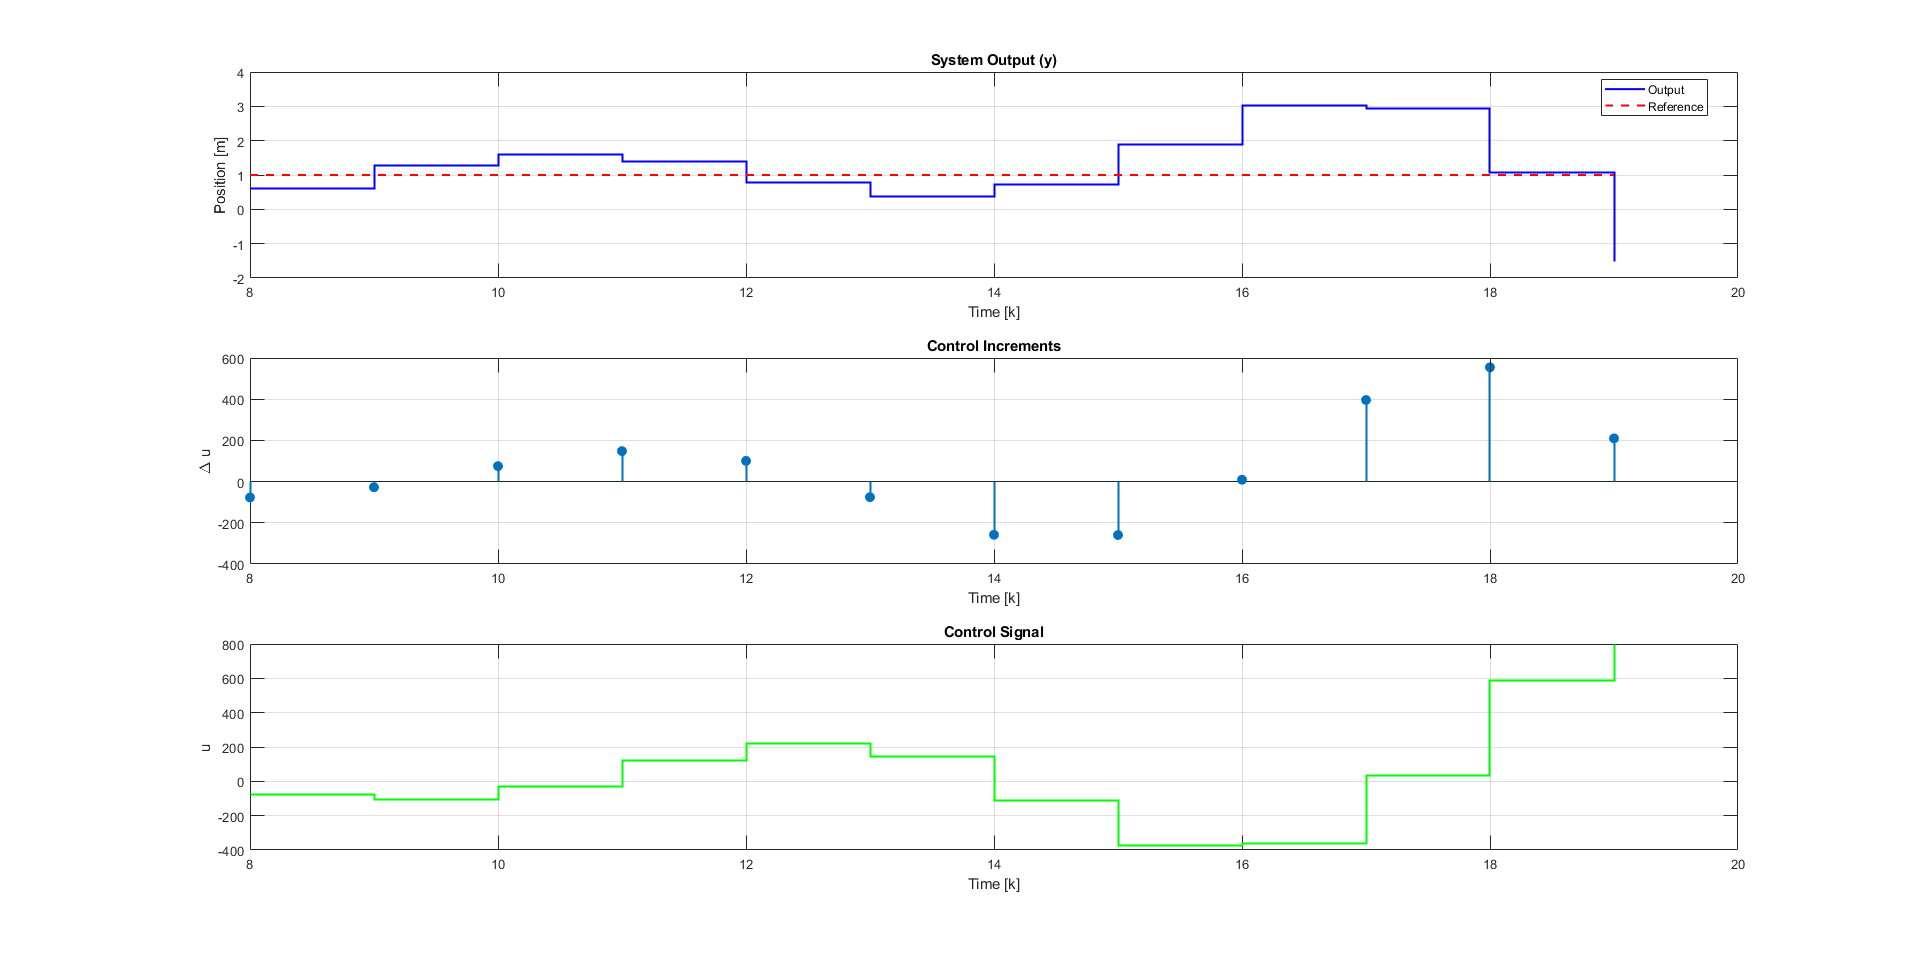 System Output (y)
4
3
2
1
0
-1
-2
Position [m]
Output
Reference
8 10 12 14 16 18 20
Time [k]
Control Increments
600
400
200
0
-200
-400
Δ u
8 10 12 14 16 18 20
Time [k]
Control Signal
800
600
400
200
0
-200
-400
u
8 10 12 14 16 18 20
Time [k]